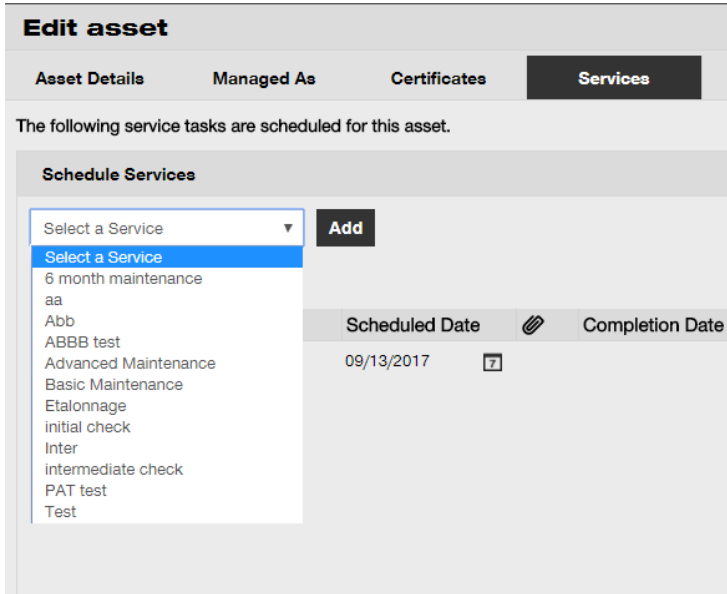 Edit asset
Asset Details Managed As Certificates Services
The following service tasks are scheduled for this asset.
Schedule Services
Select a Service ▼ Add
Select a Service
6 month maintenance
aa
Abb
ABBB test
Advanced Maintenance
Basic Maintenance
Etalonnage
initial check
Inter
intermediate check
PAT test
Test
Scheduled Date Completion Date
09/13/2017 7